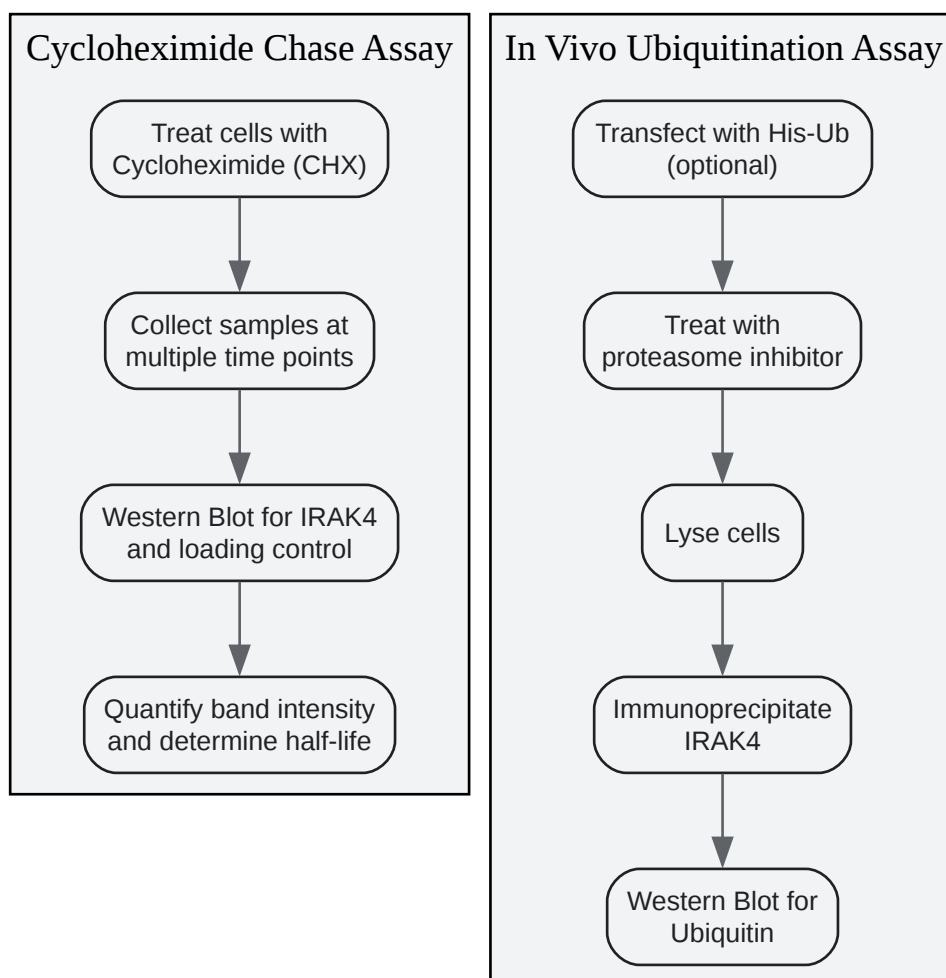 Cycloheximide Chase Assay
Treat cells with
Cycloheximide (CHX)
Collect samples at
multiple time points
Western Blot for IRAK4
and loading control
Quantify band intensity
and determine half-life
In Vivo Ubiquitination Assay
Transfect with His-Ub
(optional)
Treat with
proteasome inhibitor
Lyse cells
Immunoprecipitate
IRAK4
Western Blot for
Ubiquitin